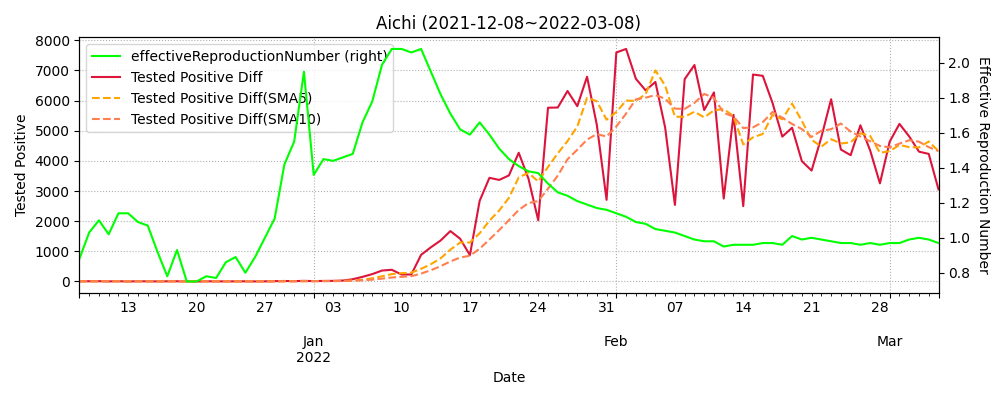 Aichi (2021-12-08~2022-03-08)
effectiveReproductionNumber (right)
Tested Positive Diff
Tested Positive Diff(SMA5)
Tested Positive Diff(SMA10)
Tested Positive
8000
7000
6000
5000
4000
3000
2000
1000
0
Effective Reproduction Number
2.0
1.8
1.6
1.4
1.2
1.0
0.8
13 20 27 03 10 17 24 31 07 14 21 28
Jan Feb Mar
2022
Date